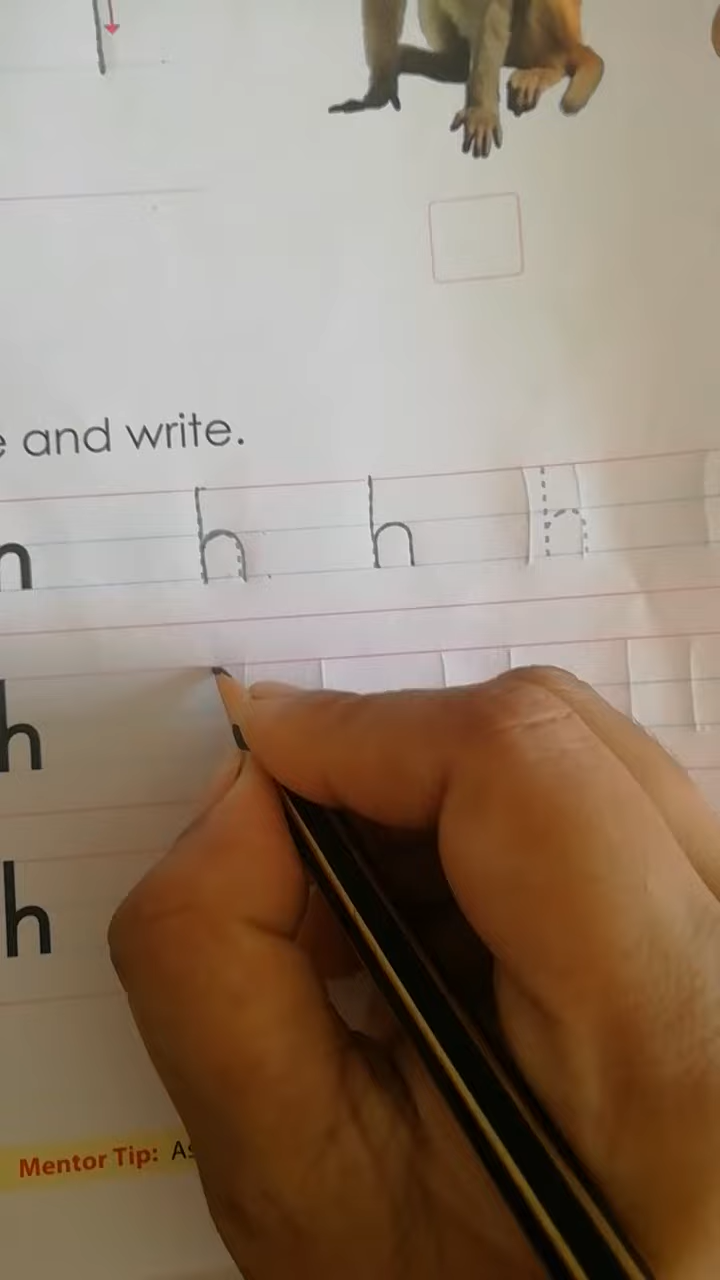 and write.
h h h
h
h
Mentor Tip: